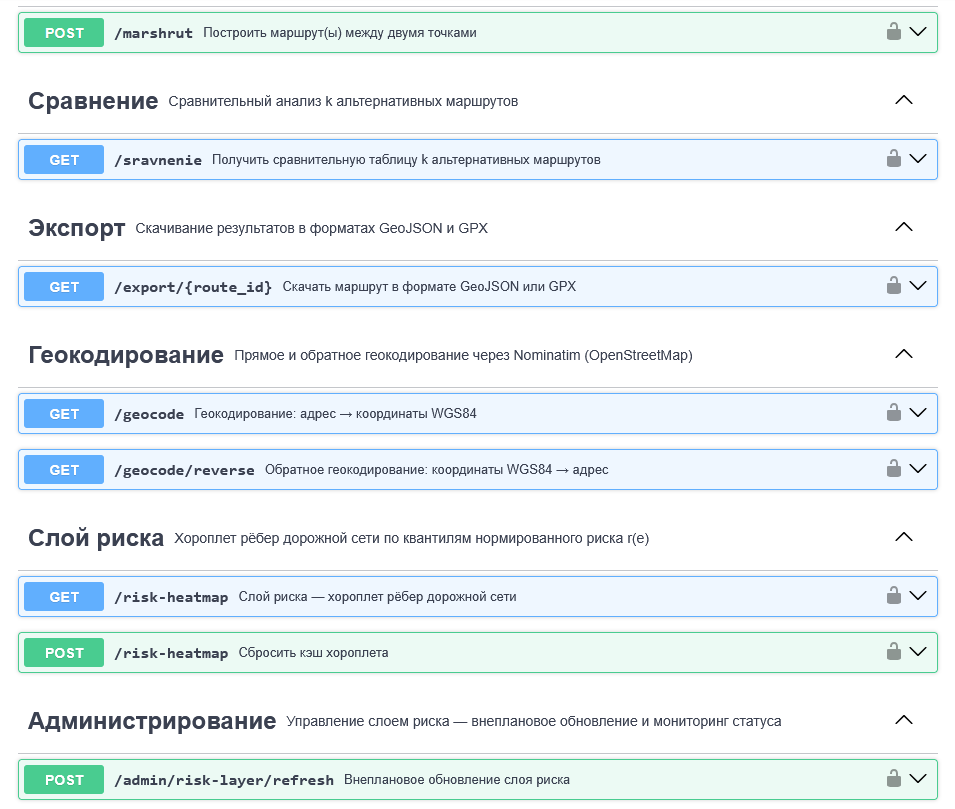 POST /marshrut Построить маршрут(ы) между двумя точками
Сравнение Сравнительный анализ k альтернативных маршрутов
GET /sravnenie Получить сравнительную таблицу k альтернативных маршрутов
Экспорт Скачивание результатов в форматах GeoJSON и GPX
GET /export/{route_id} Скачать маршрут в формате GeoJSON или GPX
Геокодирование Прямое и обратное геокодирование через Nominatim (OpenStreetMap)
GET /geocode Геокодирование: адрес → координаты WGS84
GET /geocode/reverse Обратное геокодирование: координаты WGS84 → адрес
Слой риска Хороплет рёбер дорожной сети по квантилям нормированного риска r(e)
GET /risk-heatmap Слой риска — хороплет рёбер дорожной сети
POST /risk-heatmap Сбросить кэш хороплета
Администрирование Управление слоем риска — внеплановое обновление и мониторинг статуса
POST /admin/risk-layer/refresh Внеплановое обновление слоя риска